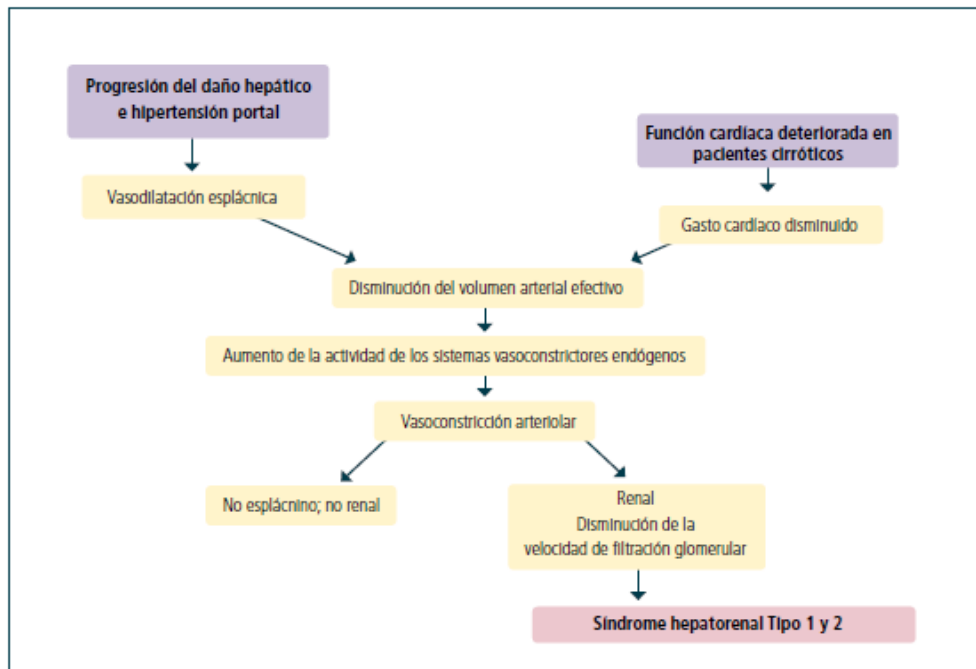 Progresión del daño hepático
e hipertensión portal
Función cardíaca deteriorada en
pacientes cirróticos
Vasodilatación esplácnica
Gasto cardíaco disminuido
Disminución del volumen arterial efectivo
Aumento de la actividad de los sistemas vasoconstrictores endógenos
Vasoconstricción arteriolar
No esplácnino; no renal
Renal
Disminución de la
velocidad de filtración glomerular
Síndrome hepatorenal Tipo 1 y 2